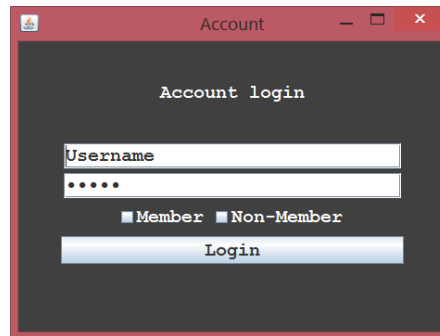 Account
Account login
Username
•••••
Member Non-Member
Login